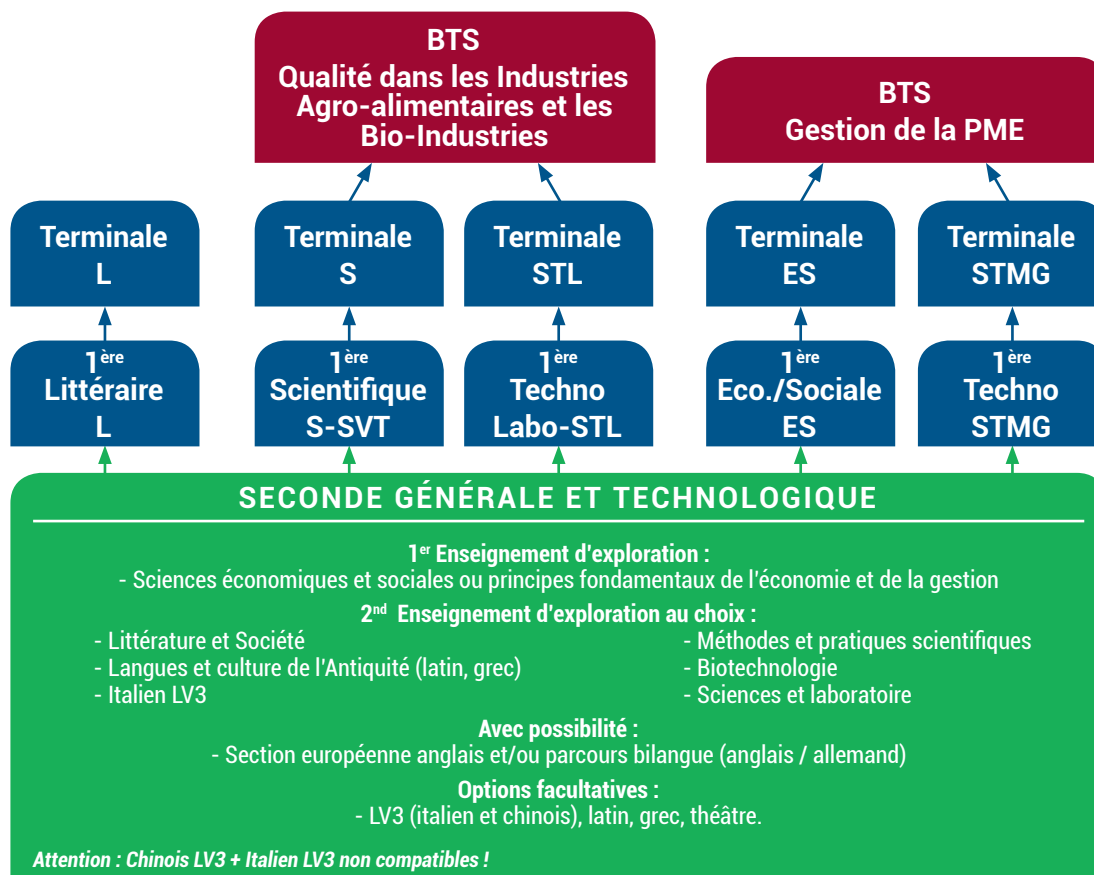 BTS
Qualité dans les Industries
Agro-alimentaires et les
Bio-Industries
BTS
Gestion de la PME
Terminale
L
Terminale
S
Terminale
STL
Terminale
ES
Terminale
STMG
1ère
Littéraire
L
1ère
Scientifique
S-SVT
1ère
Techno
Labo-STL
1ère
Eco./Sociale
ES
1ère
Techno
STMG
SECONDE GÉNÉRALE ET TECHNOLOGIQUE
1er Enseignement d'exploration :
- Sciences économiques et sociales ou principes fondamentaux de l'économie et de la gestion
2nd Enseignement d'exploration au choix :
- Littérature et Société
- Langues et culture de l'Antiquité (latin, grec)
- Italien LV3
- Méthodes et pratiques scientifiques
- Biotechnologie
- Sciences et laboratoire
Avec possibilité :
- Section européenne anglais et/ou parcours bilangue (anglais / allemand)
Options facultatives :
- LV3 (italien et chinois), latin, grec, théâtre.
Attention : Chinois LV3 + Italien LV3 non compatibles !